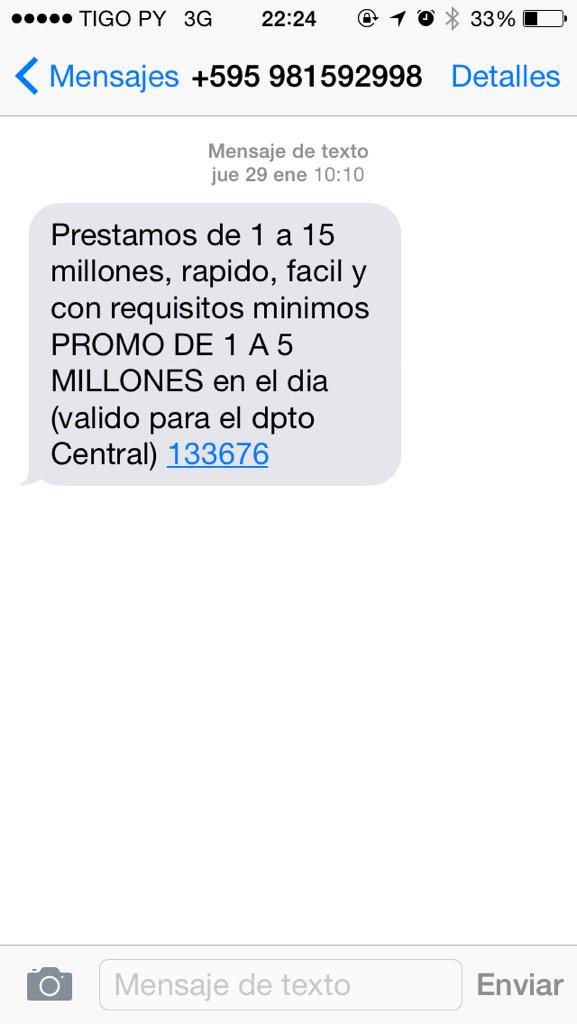 TIGO PY 3G 22:24 33%
Mensajes +595 981592998 Detalles
Mensaje de texto
jue 29 ene 10:10
Prestamos de 1 a 15
millones, rapido, facil y
con requisitos minimos
PROMO DE 1 A 5
MILLONES en el dia
(valido para el dpto
Central) 133676
Mensaje de texto Enviar